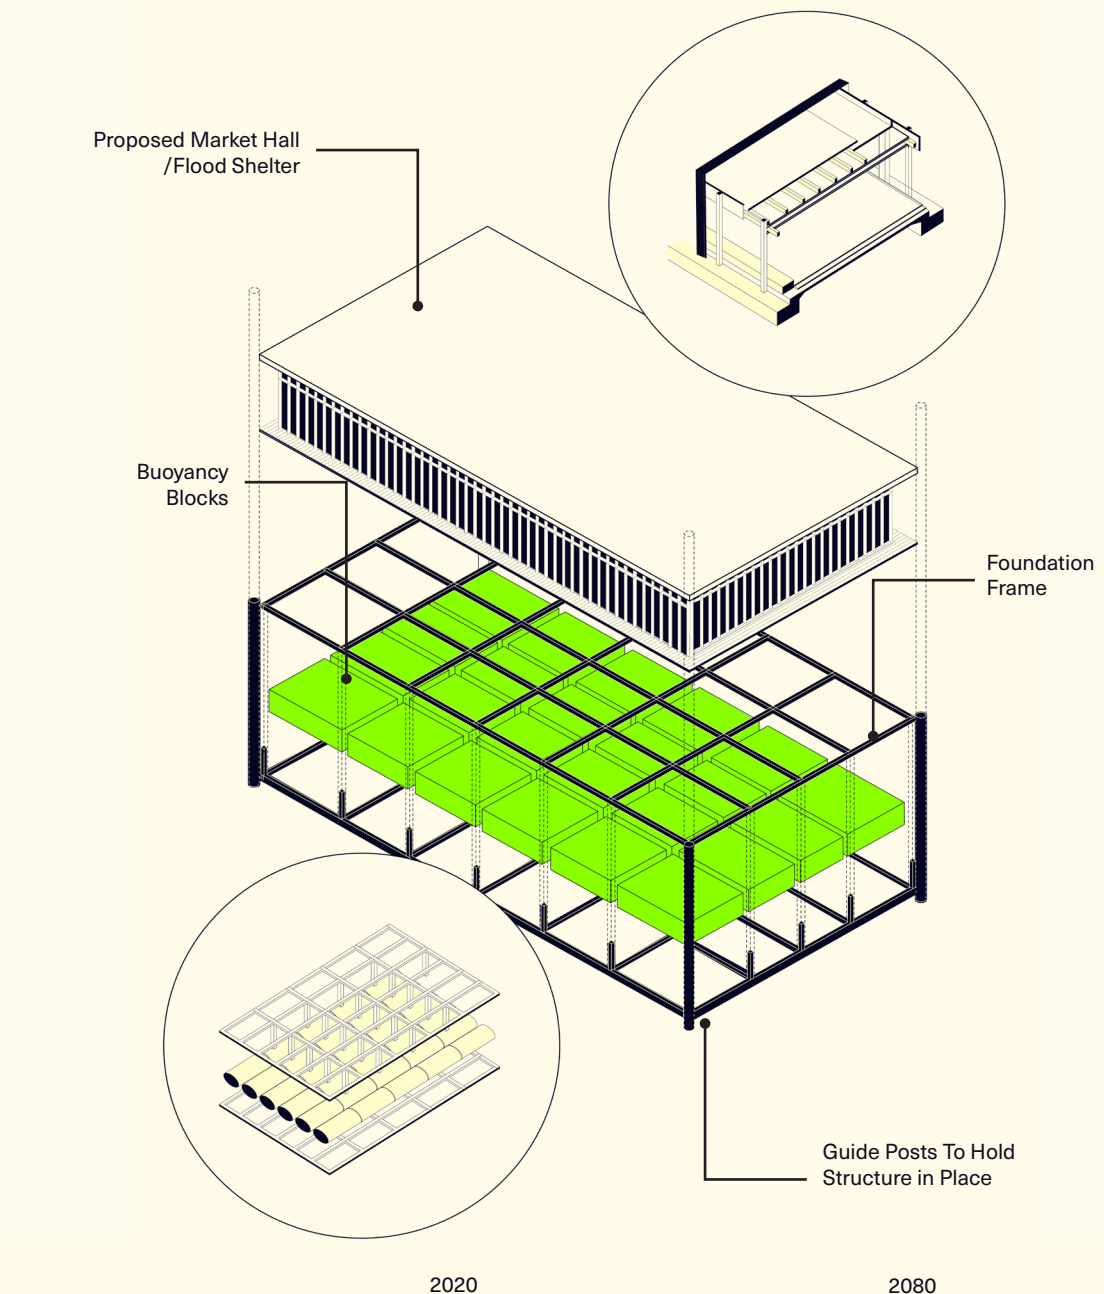 Proposed Market Hall
/Flood Shelter
Buoyancy
Blocks
Foundation
Frame
Guide Posts To Hold
Structure in Place
2020
2080